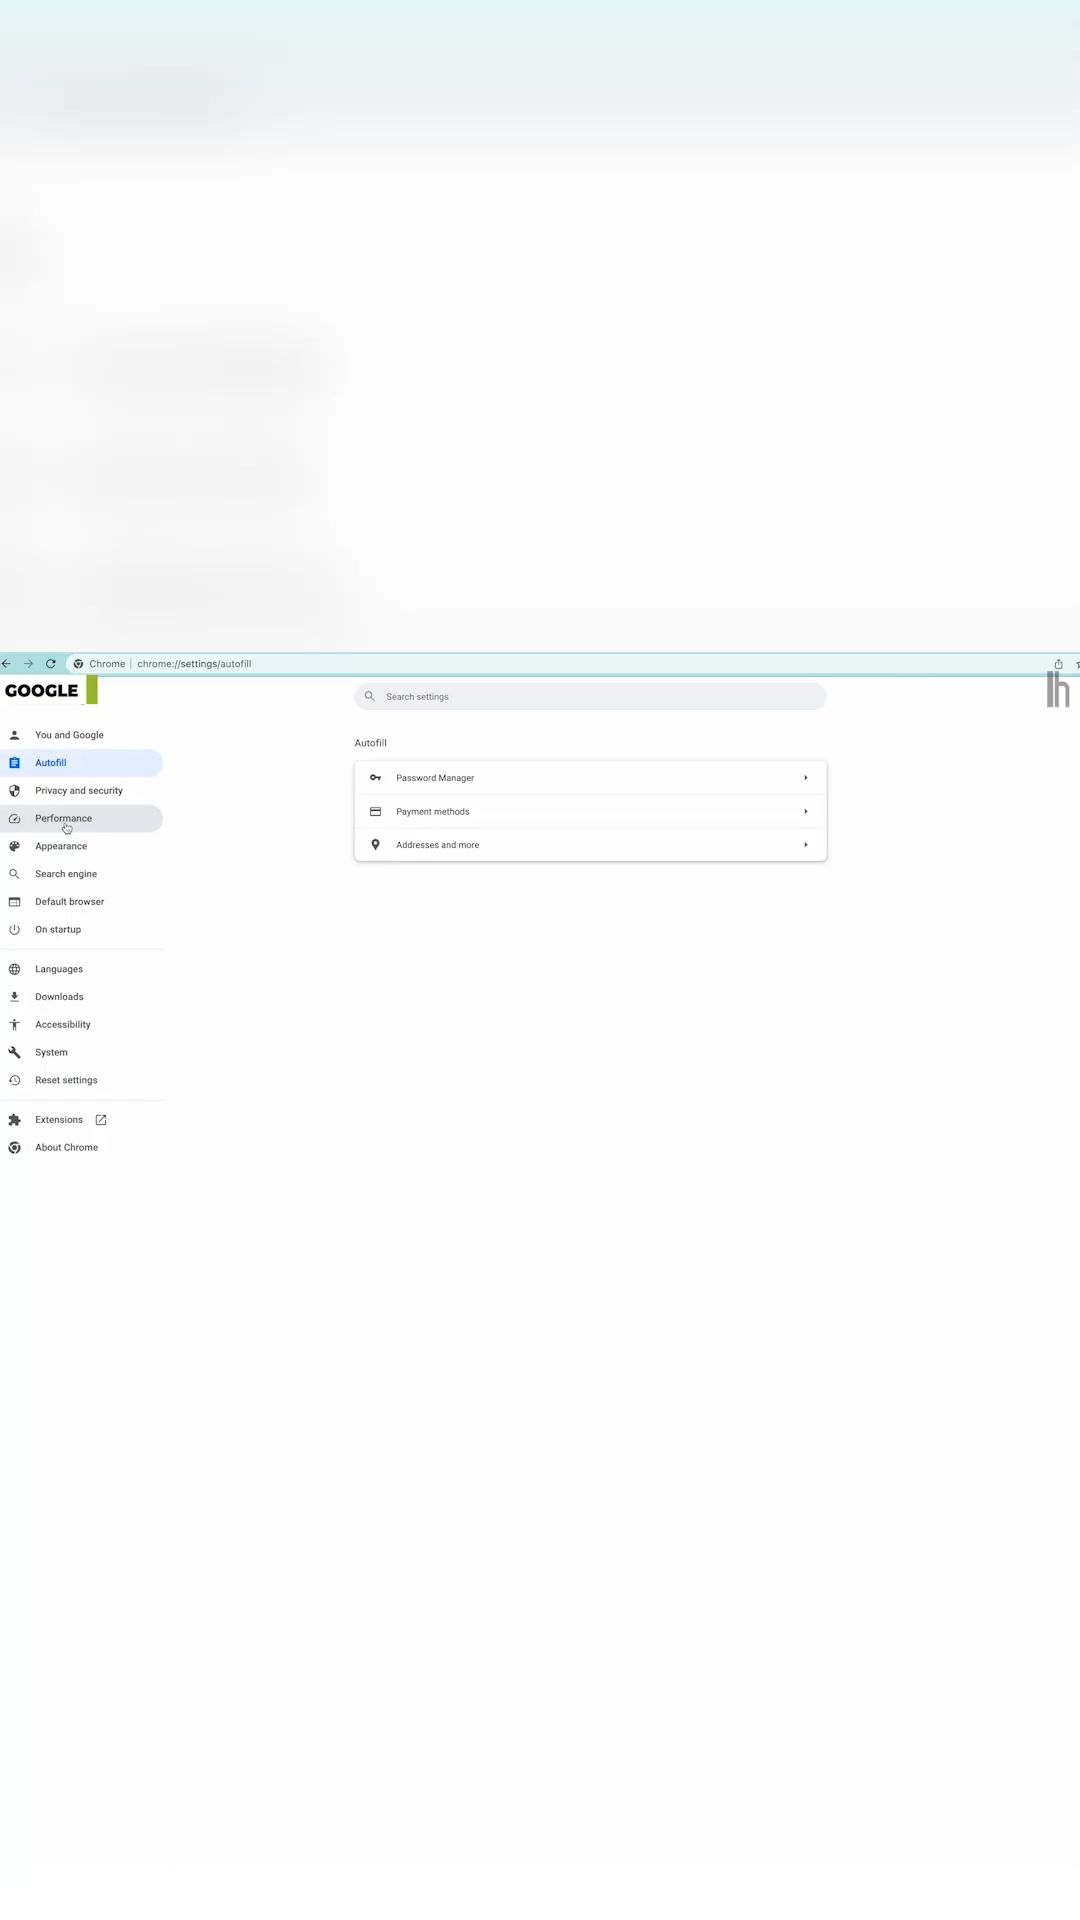 Chrome | chrome://settings/autofill
GOOGLE
lh
Search settings
You and Google
Autofill
Privacy and security
Performance
Appearance
Search engine
Default browser
On startup
Languages
Downloads
Accessibility
System
Reset settings
Extensions
About Chrome
Autofill
Password Manager
Payment methods
Addresses and more